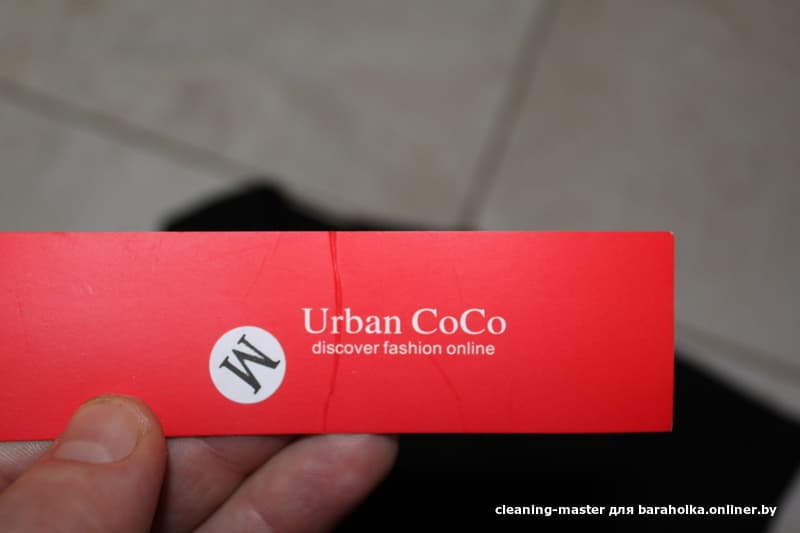 Urban CoCo
discover fashion online
M
cleaning-master для baraholka.onliner.by